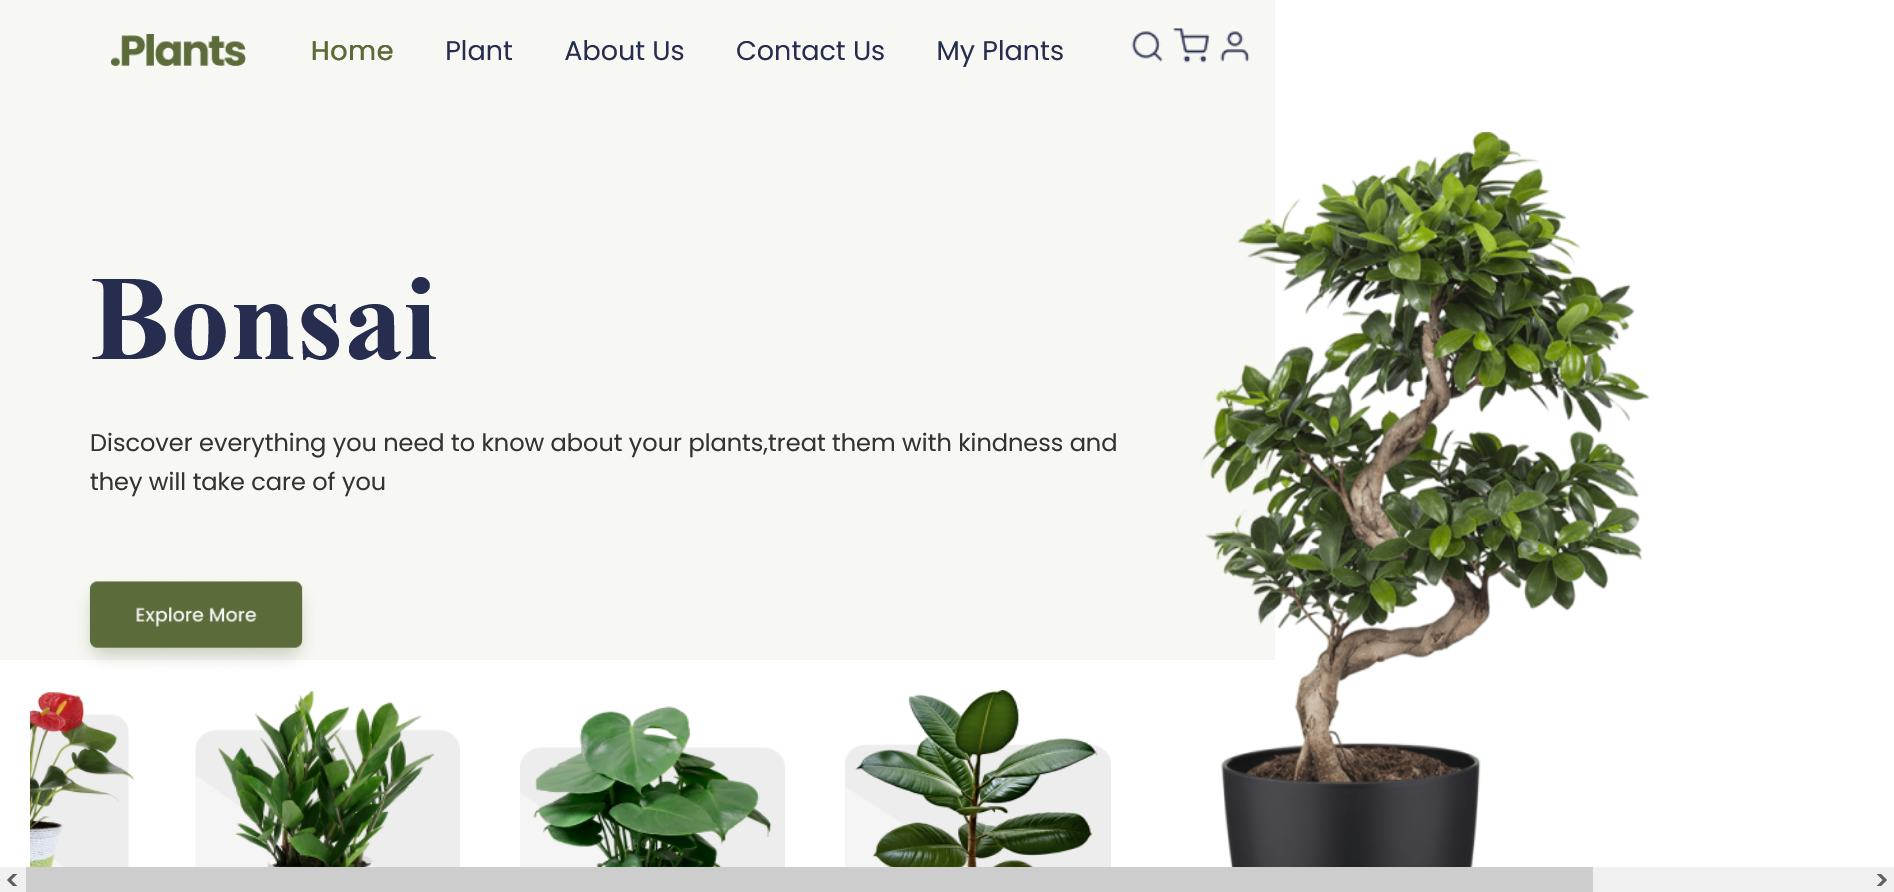 .Plants Home Plant About Us Contact Us My Plants
Bonsai
Discover everything you need to know about your plants,treat them with kindness and
they will take care of you
Explore More